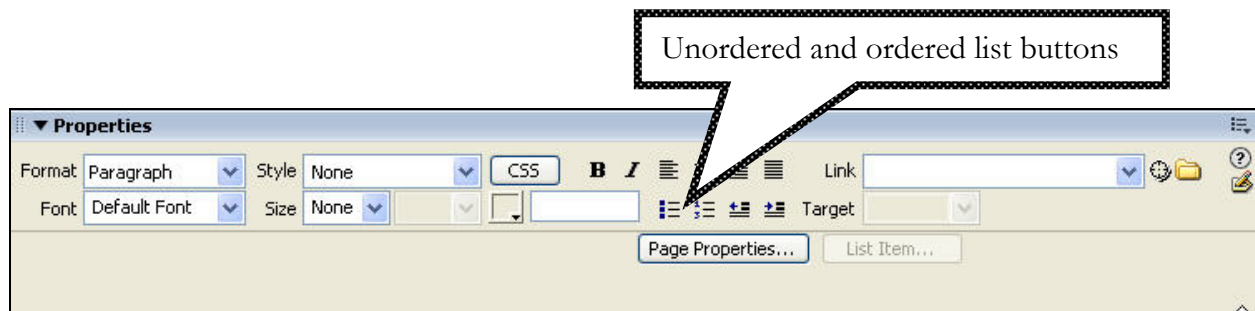 Unordered and ordered list buttons
Properties
Format Paragraph Style None CSS B I Link
Font Default Font Size None Target
Page Properties... List Item...